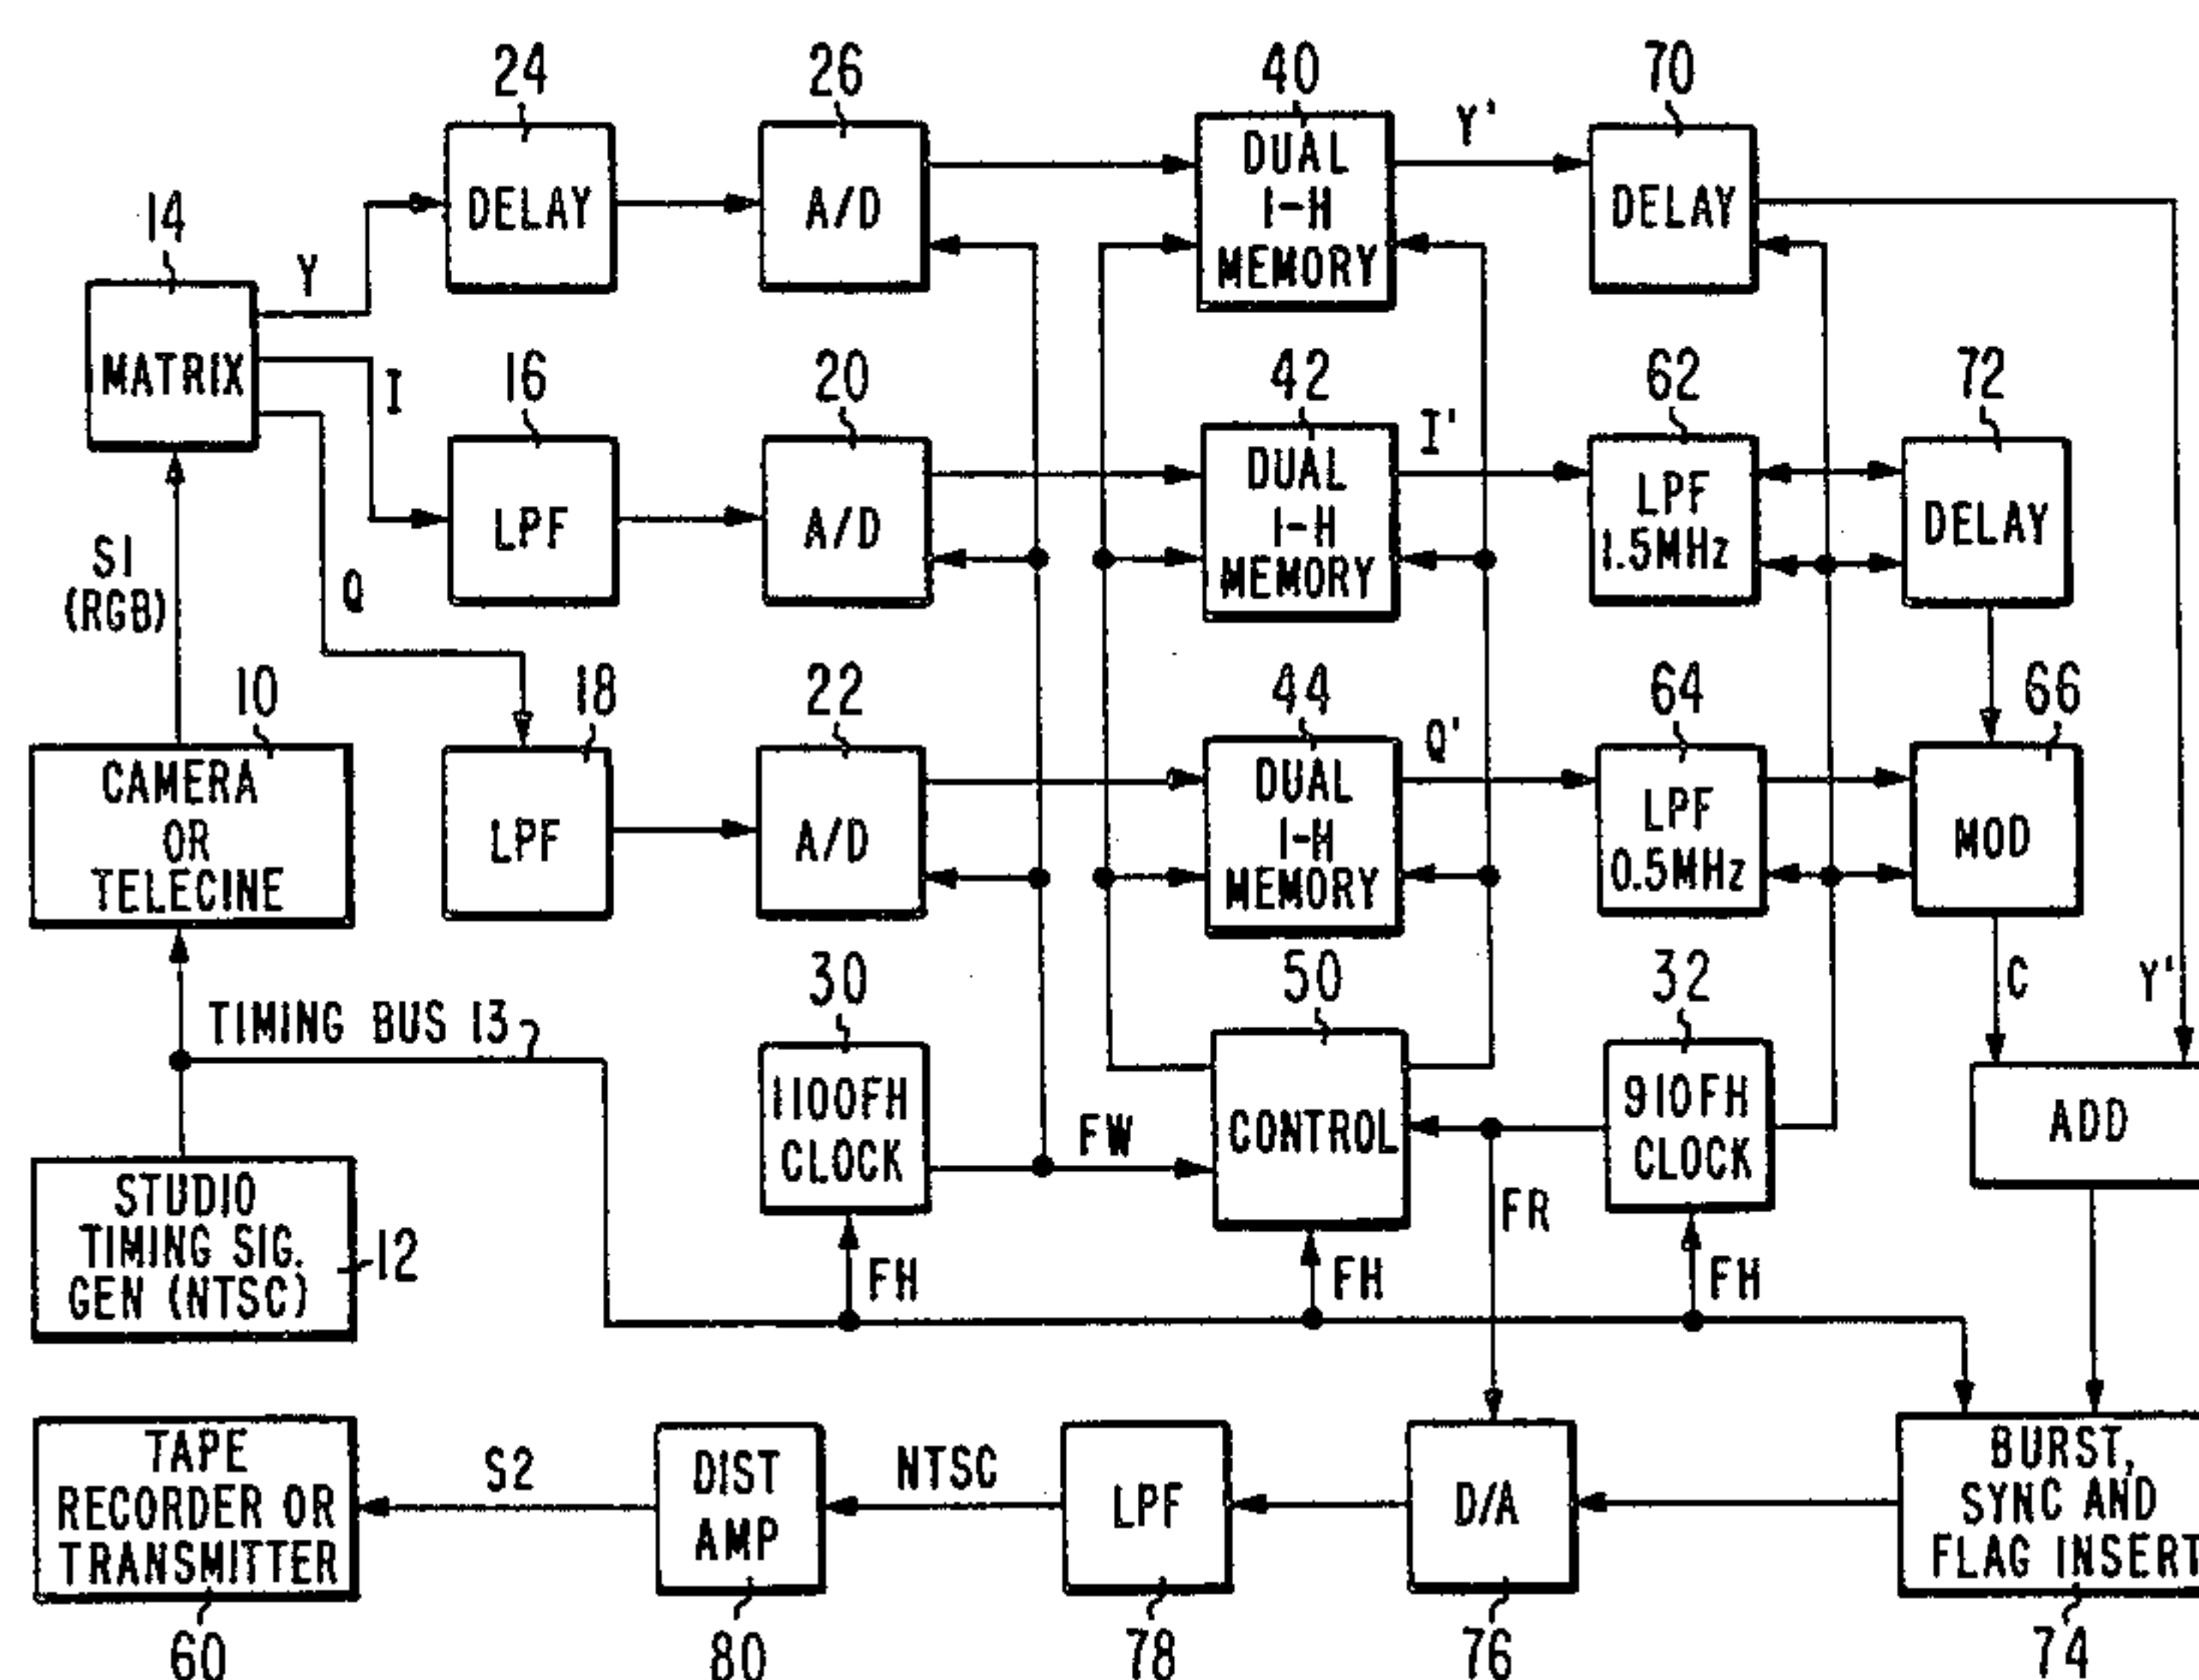 24
26
40
70
14
Y
DELAY
A/D
DUAL
1-H
MEMORY
Y'
DELAY
MATRIX
I
16
20
42
62
72
S1
(RGB)
Q
LPF
A/D
DUAL
1-H
MEMORY
I'
LPF
1.5MHz
DELAY
10
18
22
44
64
66
CAMERA
OR
TELECINE
LPF
A/D
DUAL
1-H
MEMORY
Q'
LPF
0.5MHz
MOD
TIMING BUS 13
30
50
32
C
Y'
1100FH
CLOCK
FW
CONTROL
910FH
CLOCK
ADD
STUDIO
TIMING SIG.
GEN (NTSC)
12
FH
FH
FR
FH
TAPE
RECORDER OR
TRANSMITTER
S2
DIST
AMP
NTSC
LPF
D/A
BURST,
SYNC AND
FLAG INSERT
60
80
78
76
74